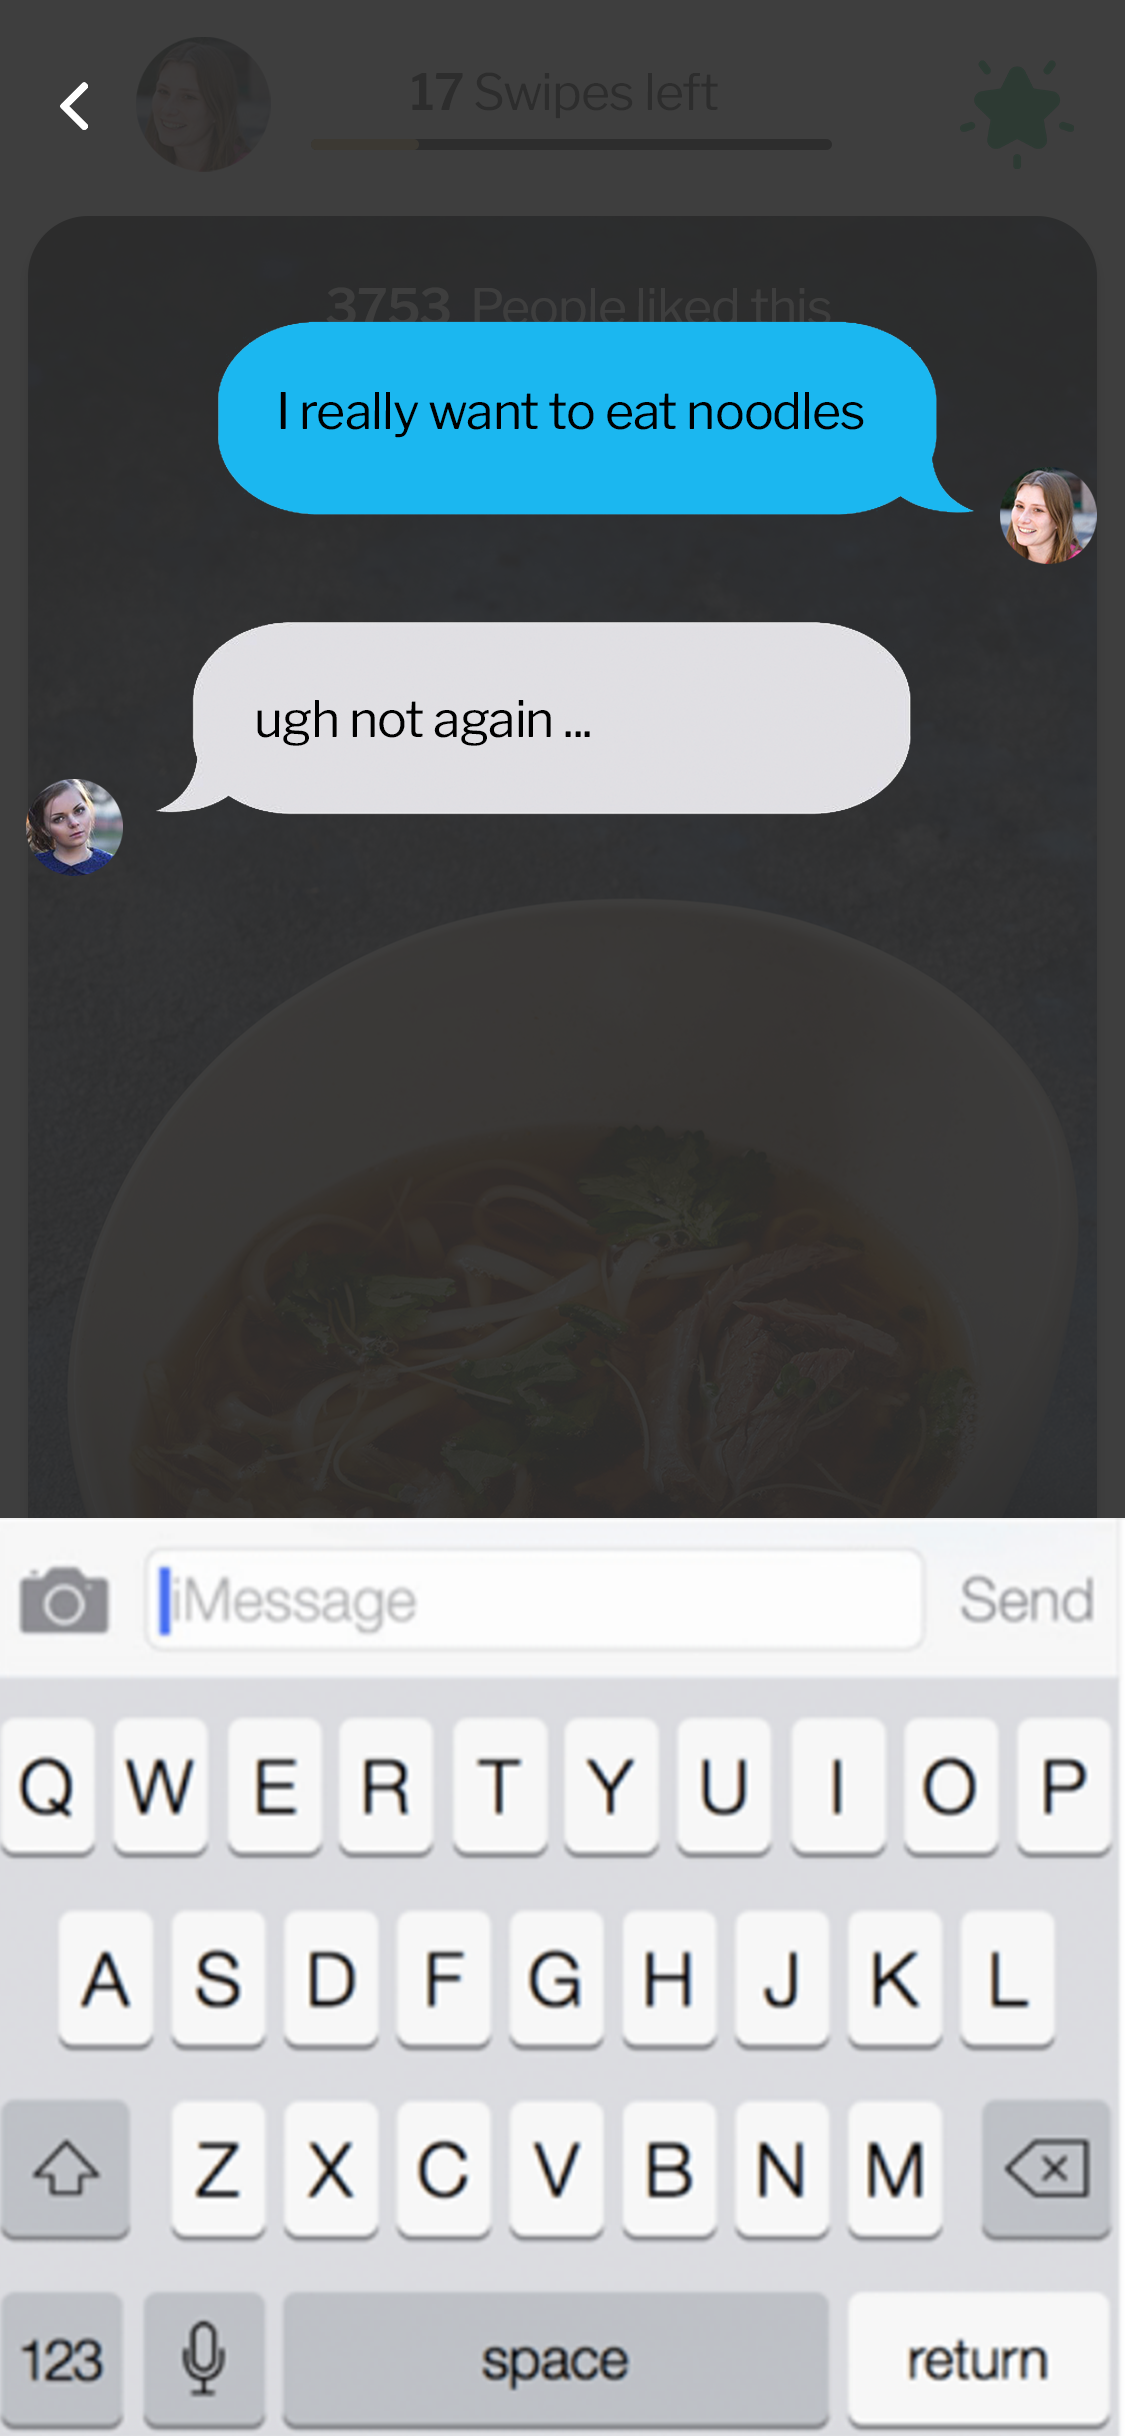 17 Swipes left
3753 People liked this
I really want to eat noodles
ugh not again ...
iMessage
Send
Q W E R T Y U I O P
A S D F G H J K L
Z X C V B N M
123 space return